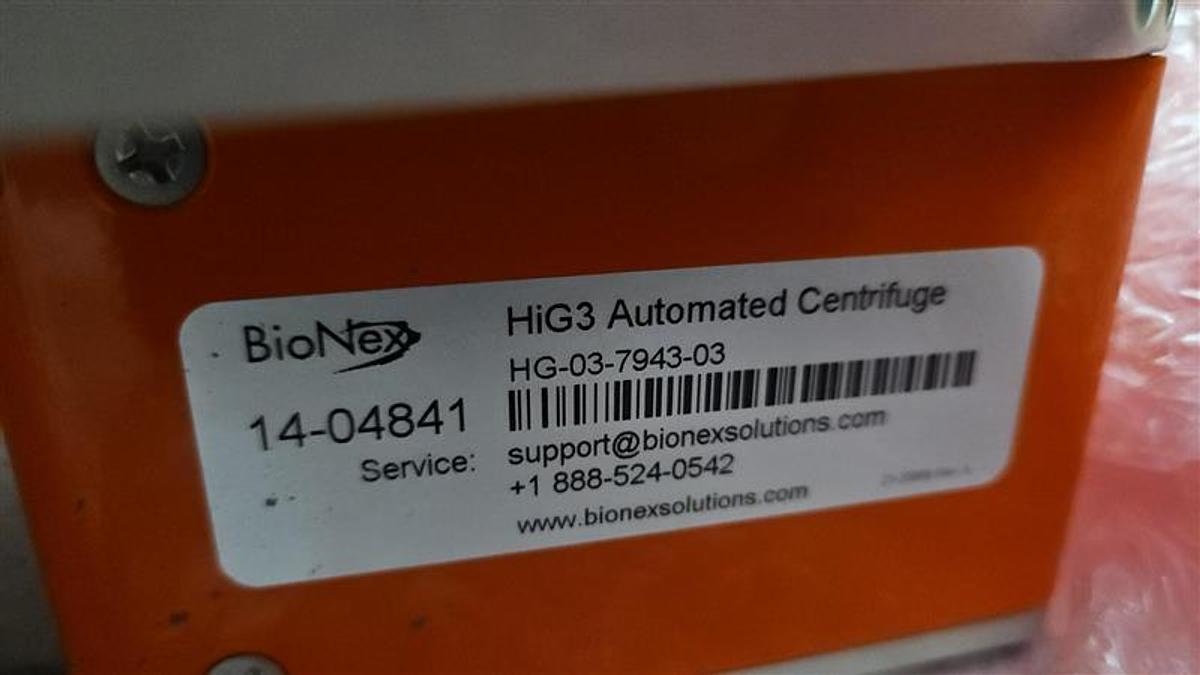 BioNex
HiG3 Automated Centrifuge
HG-03-7943-03
14-04841
Service:
support@bionexsolutions.com
+1 888-524-0542
www.bionexsolutions.com